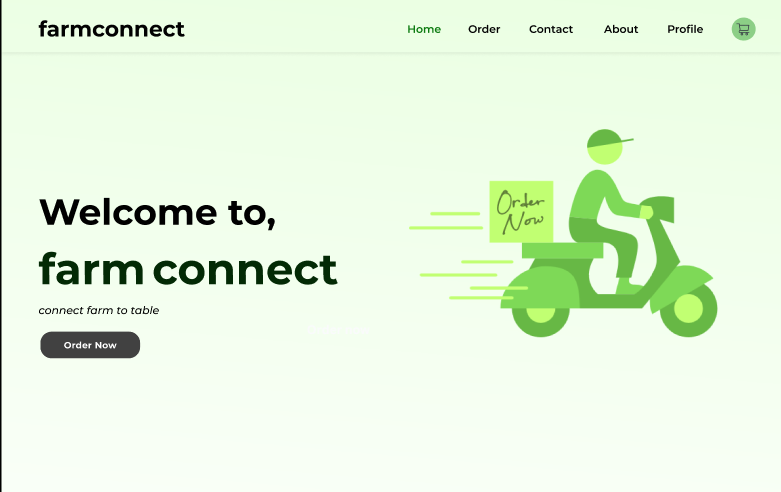 farmconnect
Home Order Contact About Profile
Order
Now
Welcome to,
farm connect
connect farm to table
Order Now